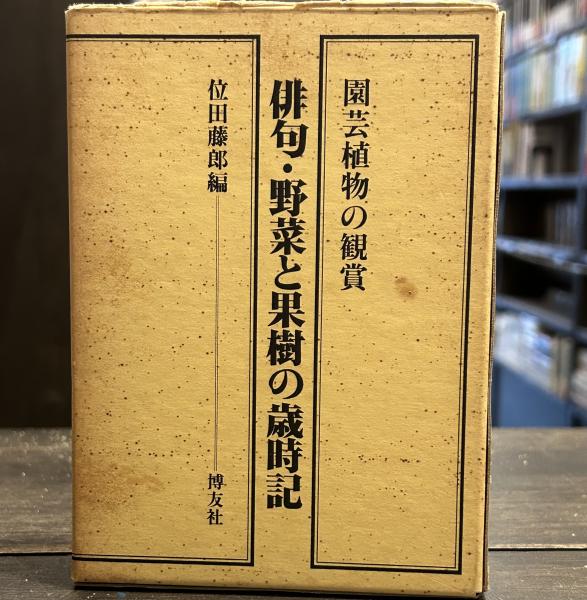 園芸植物の観賞
俳句・野菜と果樹の歳時記
位田藤郎編
博友社